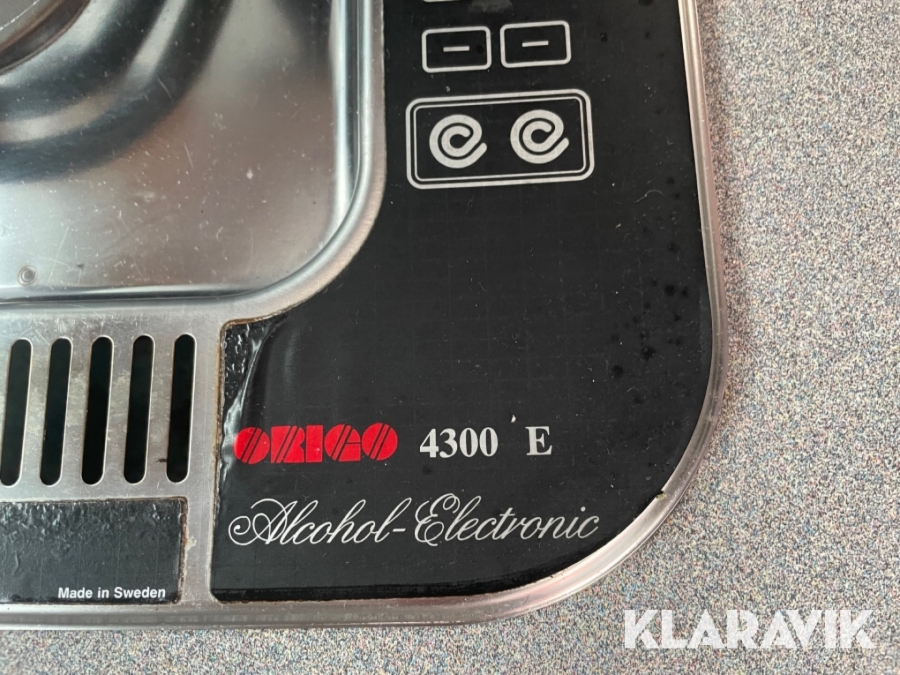 ORIGO 4300 E
Alcohol-Electronic
Made in Sweden
KLARAVIK